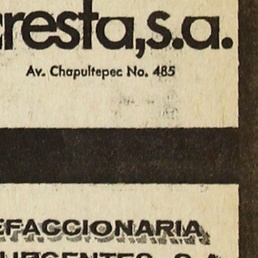 cresta,s.a.
Av. Chapultepec No. 485
EFACCIONARIA